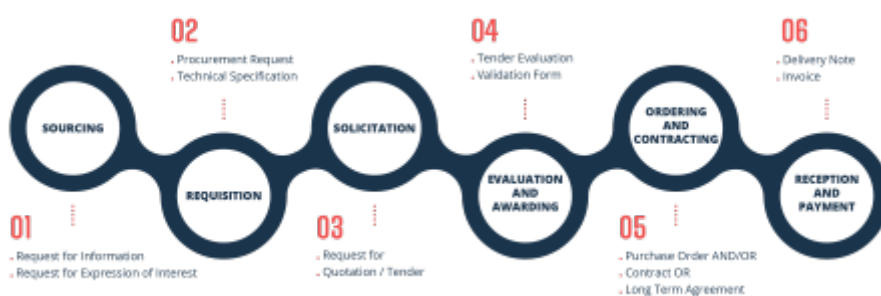 02
Procurement Request
Technical Specification
04
Tender Evaluation
Validation Form
06
Delivery Note
Invoice
SOURCING
REQUISITION
SOLICITATION
EVALUATION
AND
AWARDING
ORDERING
AND
CONTRACTING
RECEPTION
AND
PAYMENT
01
Request for Information
Request for Expression of Interest
03
Request for
Quotation / Tender
05
Purchase Order AND/OR
Contract OR
Long Term Agreement